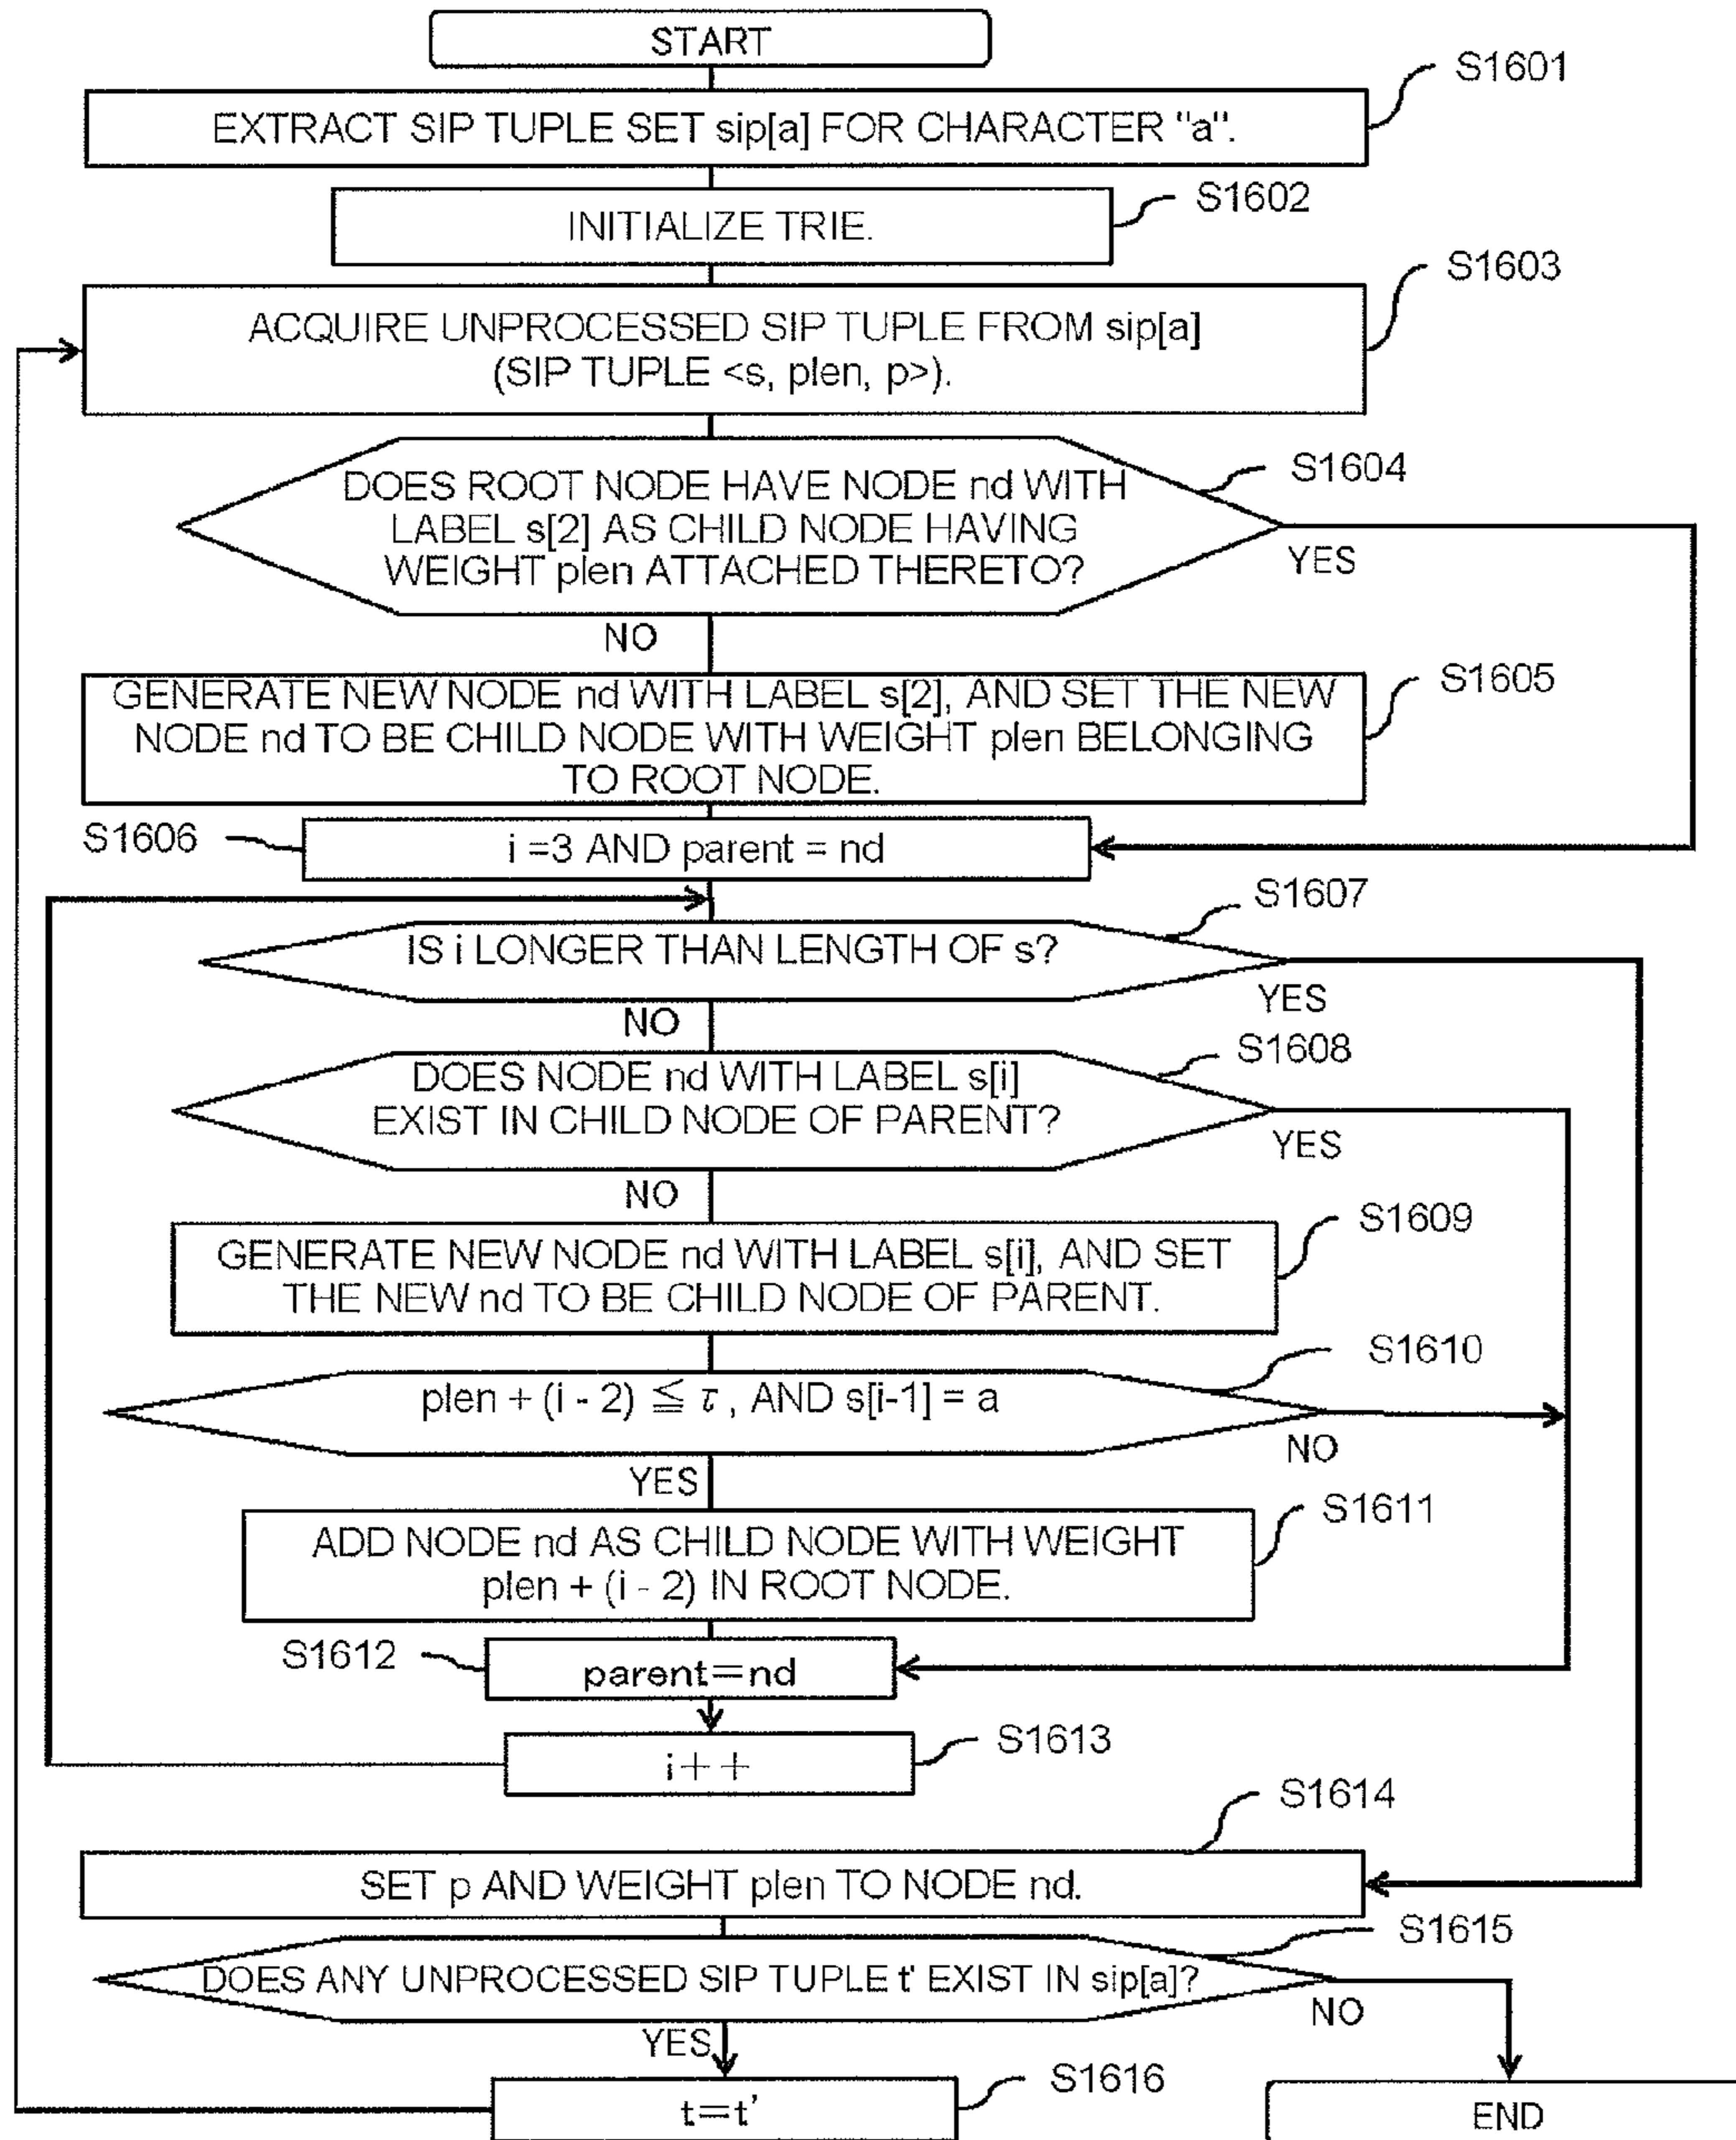 START
S1601
EXTRACT SIP TUPLE SET sip[a] FOR CHARACTER "a".
S1602
INITIALIZE TRIE.
S1603
ACQUIRE UNPROCESSED SIP TUPLE FROM sip[a]
(SIP TUPLE <s, plen, p>).
S1604
DOES ROOT NODE HAVE NODE nd WITH
LABEL s[2] AS CHILD NODE HAVING
WEIGHT plen ATTACHED THERETO?
YES
NO
S1605
GENERATE NEW NODE nd WITH LABEL s[2], AND SET THE NEW
NODE nd TO BE CHILD NODE WITH WEIGHT plen BELONGING
TO ROOT NODE.
S1606
i =3 AND parent = nd
S1607
IS i LONGER THAN LENGTH OF s?
YES
NO
S1608
DOES NODE nd WITH LABEL s[i]
EXIST IN CHILD NODE OF PARENT?
YES
NO
S1609
GENERATE NEW NODE nd WITH LABEL s[i], AND SET
THE NEW nd TO BE CHILD NODE OF PARENT.
S1610
plen + (i - 2) ≦ τ , AND s[i-1] = a
NO
YES
S1611
ADD NODE nd AS CHILD NODE WITH WEIGHT
plen + (i - 2) IN ROOT NODE.
S1612
parent=nd
S1613
i++
S1614
SET p AND WEIGHT plen TO NODE nd.
S1615
DOES ANY UNPROCESSED SIP TUPLE t' EXIST IN sip[a]?
NO
YES
S1616
t=t'
END